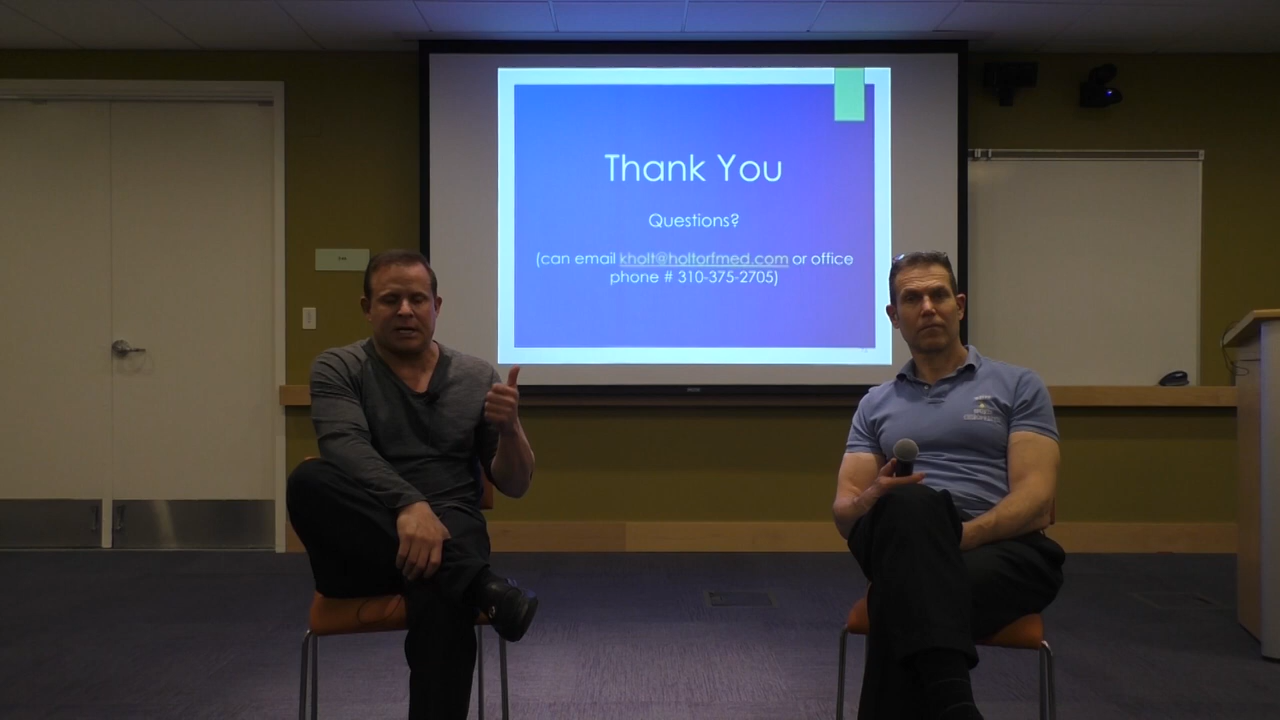 Thank You
Questions?
(can email kholt@holtorfmed.com or office
phone # 310-375-2705)